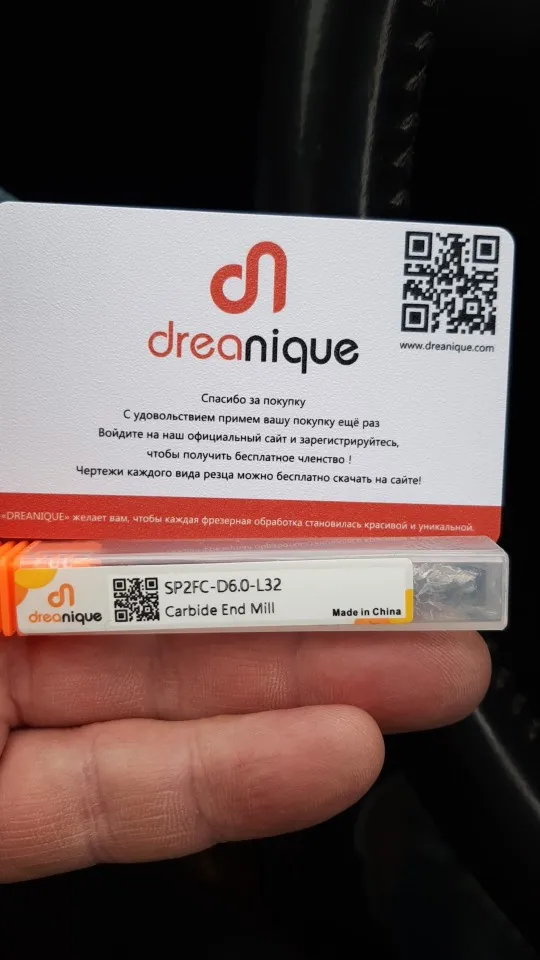 dreanique
www.dreanique.com
Спасибо за покупку
С удовольствием примем вашу покупку ещё раз
Войдите на наш официальный сайт и зарегистрируйтесь,
чтобы получить бесплатное членство !
Чертежи каждого вида резца можно бесплатно скачать на сайте!
«DREANIQUE» желает вам, чтобы каждая фрезерная обработка становилась красивой и уникальной.
dreanique
SP2FC-D6.0-L32
Carbide End Mill
Made in China